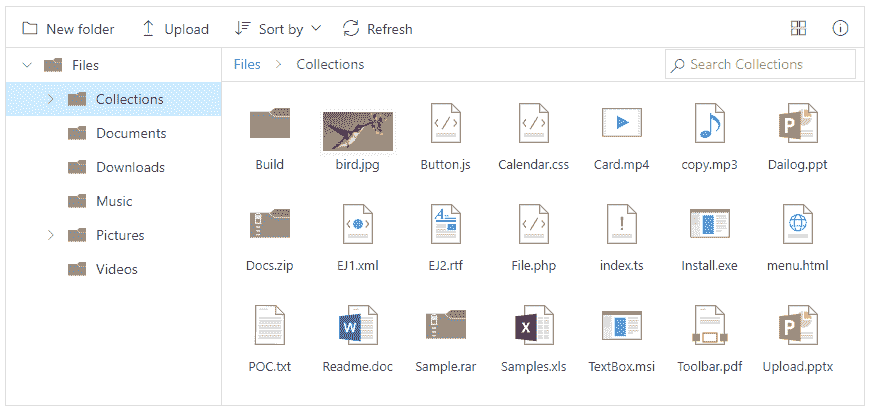 New folder Upload Sort by Refresh
Files
Collections
Documents
Downloads
Music
Pictures
Videos
Files > Collections Search Collections
Build bird.jpg Button.js Calendar.css Card.mp4 copy.mp3 Dailog.ppt
Docs.zip EJ1.xml EJ2.rtf File.php index.ts Install.exe menu.html
POC.txt Readme.doc Sample.rar Samples.xls TextBox.msi Toolbar.pdf Upload.pptx